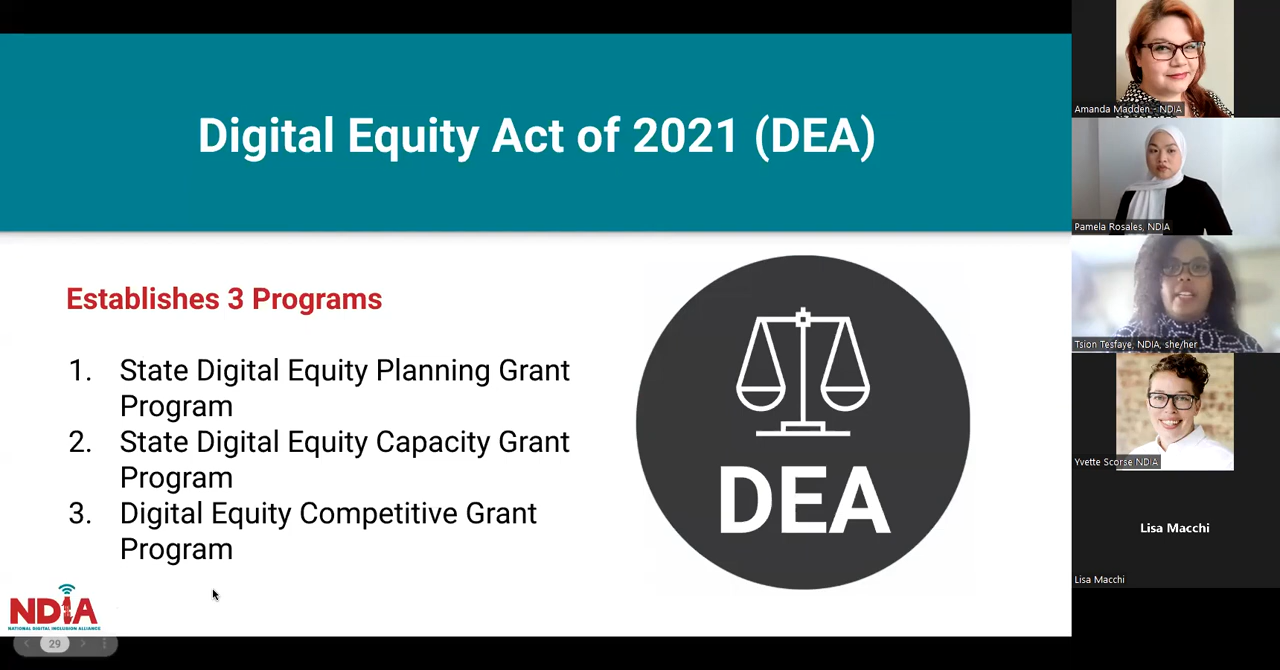 Digital Equity Act of 2021 (DEA)
Establishes 3 Programs
1. State Digital Equity Planning Grant
Program
2. State Digital Equity Capacity Grant
Program
3. Digital Equity Competitive Grant
Program
DEA
NDIA
NATIONAL DIGITAL INCLUSION ALLIANCE
29
Amanda Madden - NDIA
Pamela Rosales, NDIA
Tsion Tesfaye, NDIA, she/her
Yvette Scorse NDIA
Lisa Macchi
Lisa Macchi